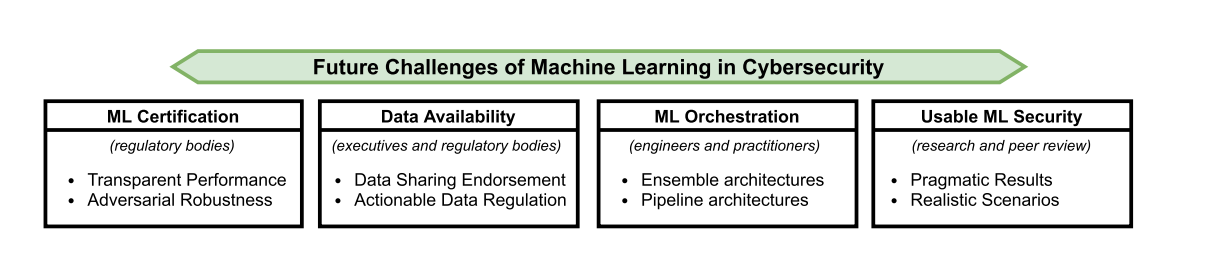 Future Challenges of Machine Learning in Cybersecurity
ML Certification
(regulatory bodies)
• Transparent Performance
• Adversarial Robustness
Data Availability
(executives and regulatory bodies)
• Data Sharing Endorsement
• Actionable Data Regulation
ML Orchestration
(engineers and practitioners)
• Ensemble architectures
• Pipeline architectures
Usable ML Security
(research and peer review)
• Pragmatic Results
• Realistic Scenarios